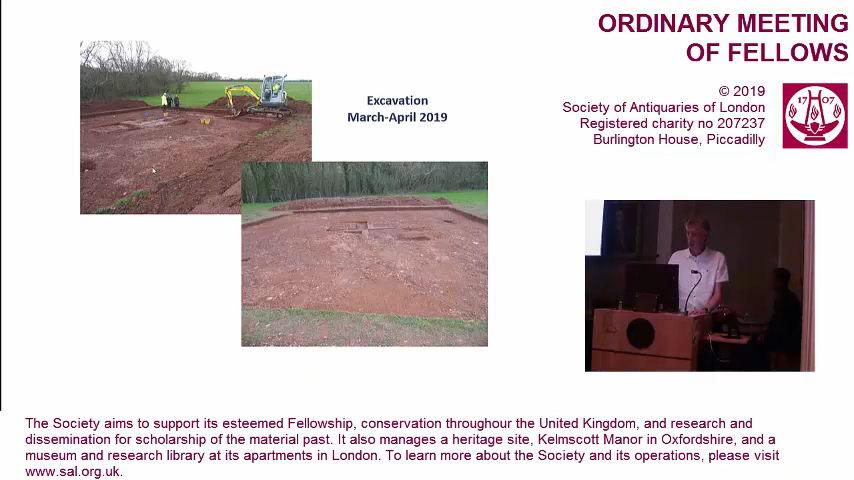 ORDINARY MEETING
OF FELLOWS
© 2019
Society of Antiquaries of London
Registered charity no 207237
Burlington House, Piccadilly
17 07
Excavation
March-April 2019
The Society aims to support its esteemed Fellowship, conservation throughour the United Kingdom, and research and
dissemination for scholarship of the material past. It also manages a heritage site, Kelmscott Manor in Oxfordshire, and a
museum and research library at its apartments in London. To learn more about the Society and its operations, please visit
www.sal.org.uk.